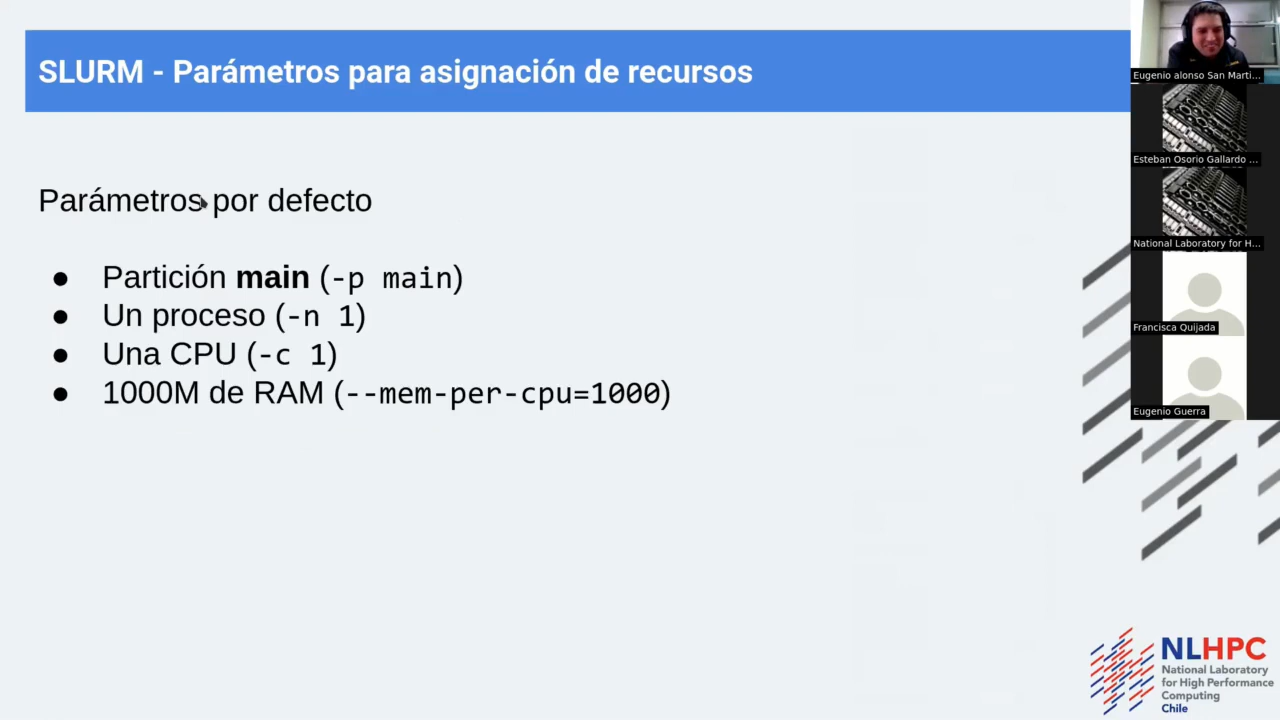 SLURM - Parámetros para asignación de recursos
Parámetros por defecto
● Partición main (-p main)
● Un proceso (-n 1)
● Una CPU (-c 1)
● 1000M de RAM (--mem-per-cpu=1000)
Eugenio alonso San Marti...
Esteban Osorio Gallardo ...
National Laboratory for H...
Francisca Quijada
Eugenio Guerra
NLHPC
National Laboratory
for High Performance
Computing
Chile